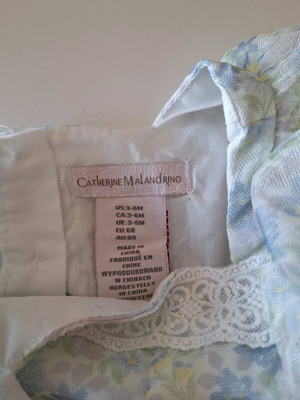 CATHERINE MALANDRINO
US:3-6M
CA:3-6M
UK:3-6M
EU:68
AU:00
MADE IN
CHINA
FABRIQUÉ EN
CHINE
WYPRODUKOWANO
W CHINACH
HERGESTELLT
IN CHINA